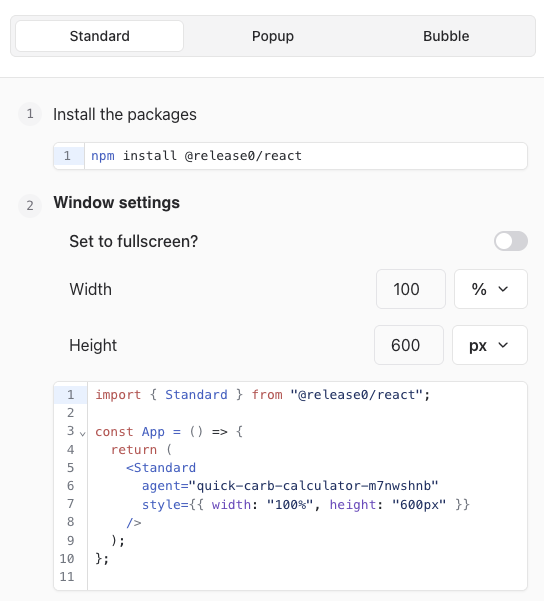 Standard Popup Bubble
1 Install the packages
1 npm install @release0/react
2 Window settings
Set to fullscreen?
Width 100 %
Height 600 px
1 import { Standard } from "@release0/react";
2
3 const App = () => {
4   return (
5     <Standard
6       agent="quick-carb-calculator-m7nwshnb"
7       style={{ width: "100%", height: "600px" }}
8     />
9   );
10 };
11